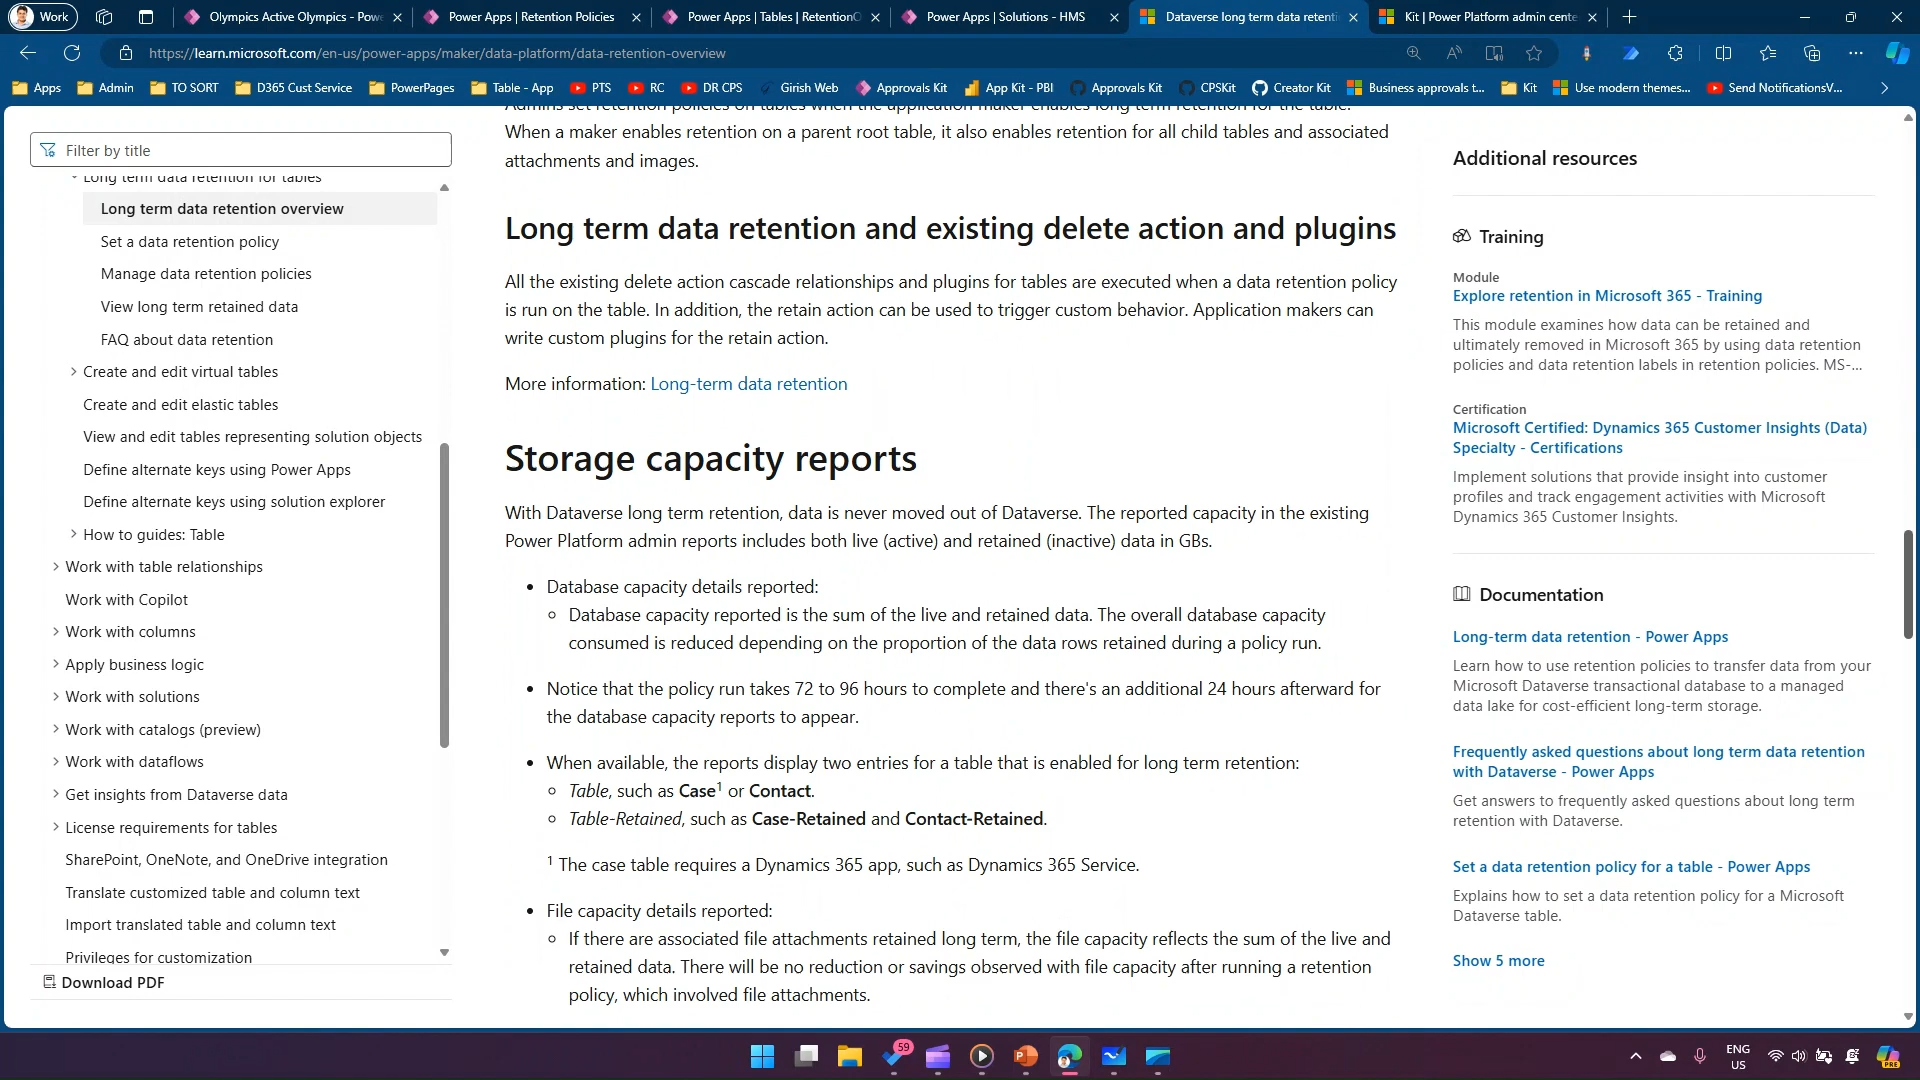 Work
Olympics Active Olympics - Powe
Power Apps | Retention Policies
Power Apps | Tables | RetentionO
Power Apps | Solutions - HMS
Dataverse long term data retenti
Kit | Power Platform admin cente
https://learn.microsoft.com/en-us/power-apps/maker/data-platform/data-retention-overview
Apps
Admin
TO SORT
D365 Cust Service
PowerPages
Table - App
PTS
RC
DR CPS
Girish Web
Approvals Kit
App Kit - PBI
Approvals Kit
CPSKit
Creator Kit
Business approvals t...
Kit
Use modern themes...
Send NotificationsV...
Filter by title
Long term data retention for tables
Long term data retention overview
Set a data retention policy
Manage data retention policies
View long term retained data
FAQ about data retention
Create and edit virtual tables
Create and edit elastic tables
View and edit tables representing solution objects
Define alternate keys using Power Apps
Define alternate keys using solution explorer
How to guides: Table
Work with table relationships
Work with Copilot
Work with columns
Apply business logic
Work with solutions
Work with catalogs (preview)
Work with dataflows
Get insights from Dataverse data
License requirements for tables
SharePoint, OneNote, and OneDrive integration
Translate customized table and column text
Import translated table and column text
Privileges for customization
Download PDF
Admins set retention policies on tables when the application maker enables long term retention for the table.
When a maker enables retention on a parent root table, it also enables retention for all child tables and associated
attachments and images.
Long term data retention and existing delete action and plugins
All the existing delete action cascade relationships and plugins for tables are executed when a data retention policy
is run on the table. In addition, the retain action can be used to trigger custom behavior. Application makers can
write custom plugins for the retain action.
More information: Long-term data retention
Storage capacity reports
With Dataverse long term retention, data is never moved out of Dataverse. The reported capacity in the existing
Power Platform admin reports includes both live (active) and retained (inactive) data in GBs.
• Database capacity details reported:
○ Database capacity reported is the sum of the live and retained data. The overall database capacity
consumed is reduced depending on the proportion of the data rows retained during a policy run.
• Notice that the policy run takes 72 to 96 hours to complete and there's an additional 24 hours afterward for
the database capacity reports to appear.
• When available, the reports display two entries for a table that is enabled for long term retention:
○ Table, such as Case¹ or Contact.
○ Table-Retained, such as Case-Retained and Contact-Retained.
¹ The case table requires a Dynamics 365 app, such as Dynamics 365 Service.
• File capacity details reported:
○ If there are associated file attachments retained long term, the file capacity reflects the sum of the live and
retained data. There will be no reduction or savings observed with file capacity after running a retention
policy, which involved file attachments.
Additional resources
Training
Module
Explore retention in Microsoft 365 - Training
This module examines how data can be retained and
ultimately removed in Microsoft 365 by using data retention
policies and data retention labels in retention policies. MS-...
Certification
Microsoft Certified: Dynamics 365 Customer Insights (Data)
Specialty - Certifications
Implement solutions that provide insight into customer
profiles and track engagement activities with Microsoft
Dynamics 365 Customer Insights.
Documentation
Long-term data retention - Power Apps
Learn how to use retention policies to transfer data from your
Microsoft Dataverse transactional database to a managed
data lake for cost-efficient long-term storage.
Frequently asked questions about long term data retention
with Dataverse - Power Apps
Get answers to frequently asked questions about long term
retention with Dataverse.
Set a data retention policy for a table - Power Apps
Explains how to set a data retention policy for a Microsoft
Dataverse table.
Show 5 more
59
ENG
US
PRE